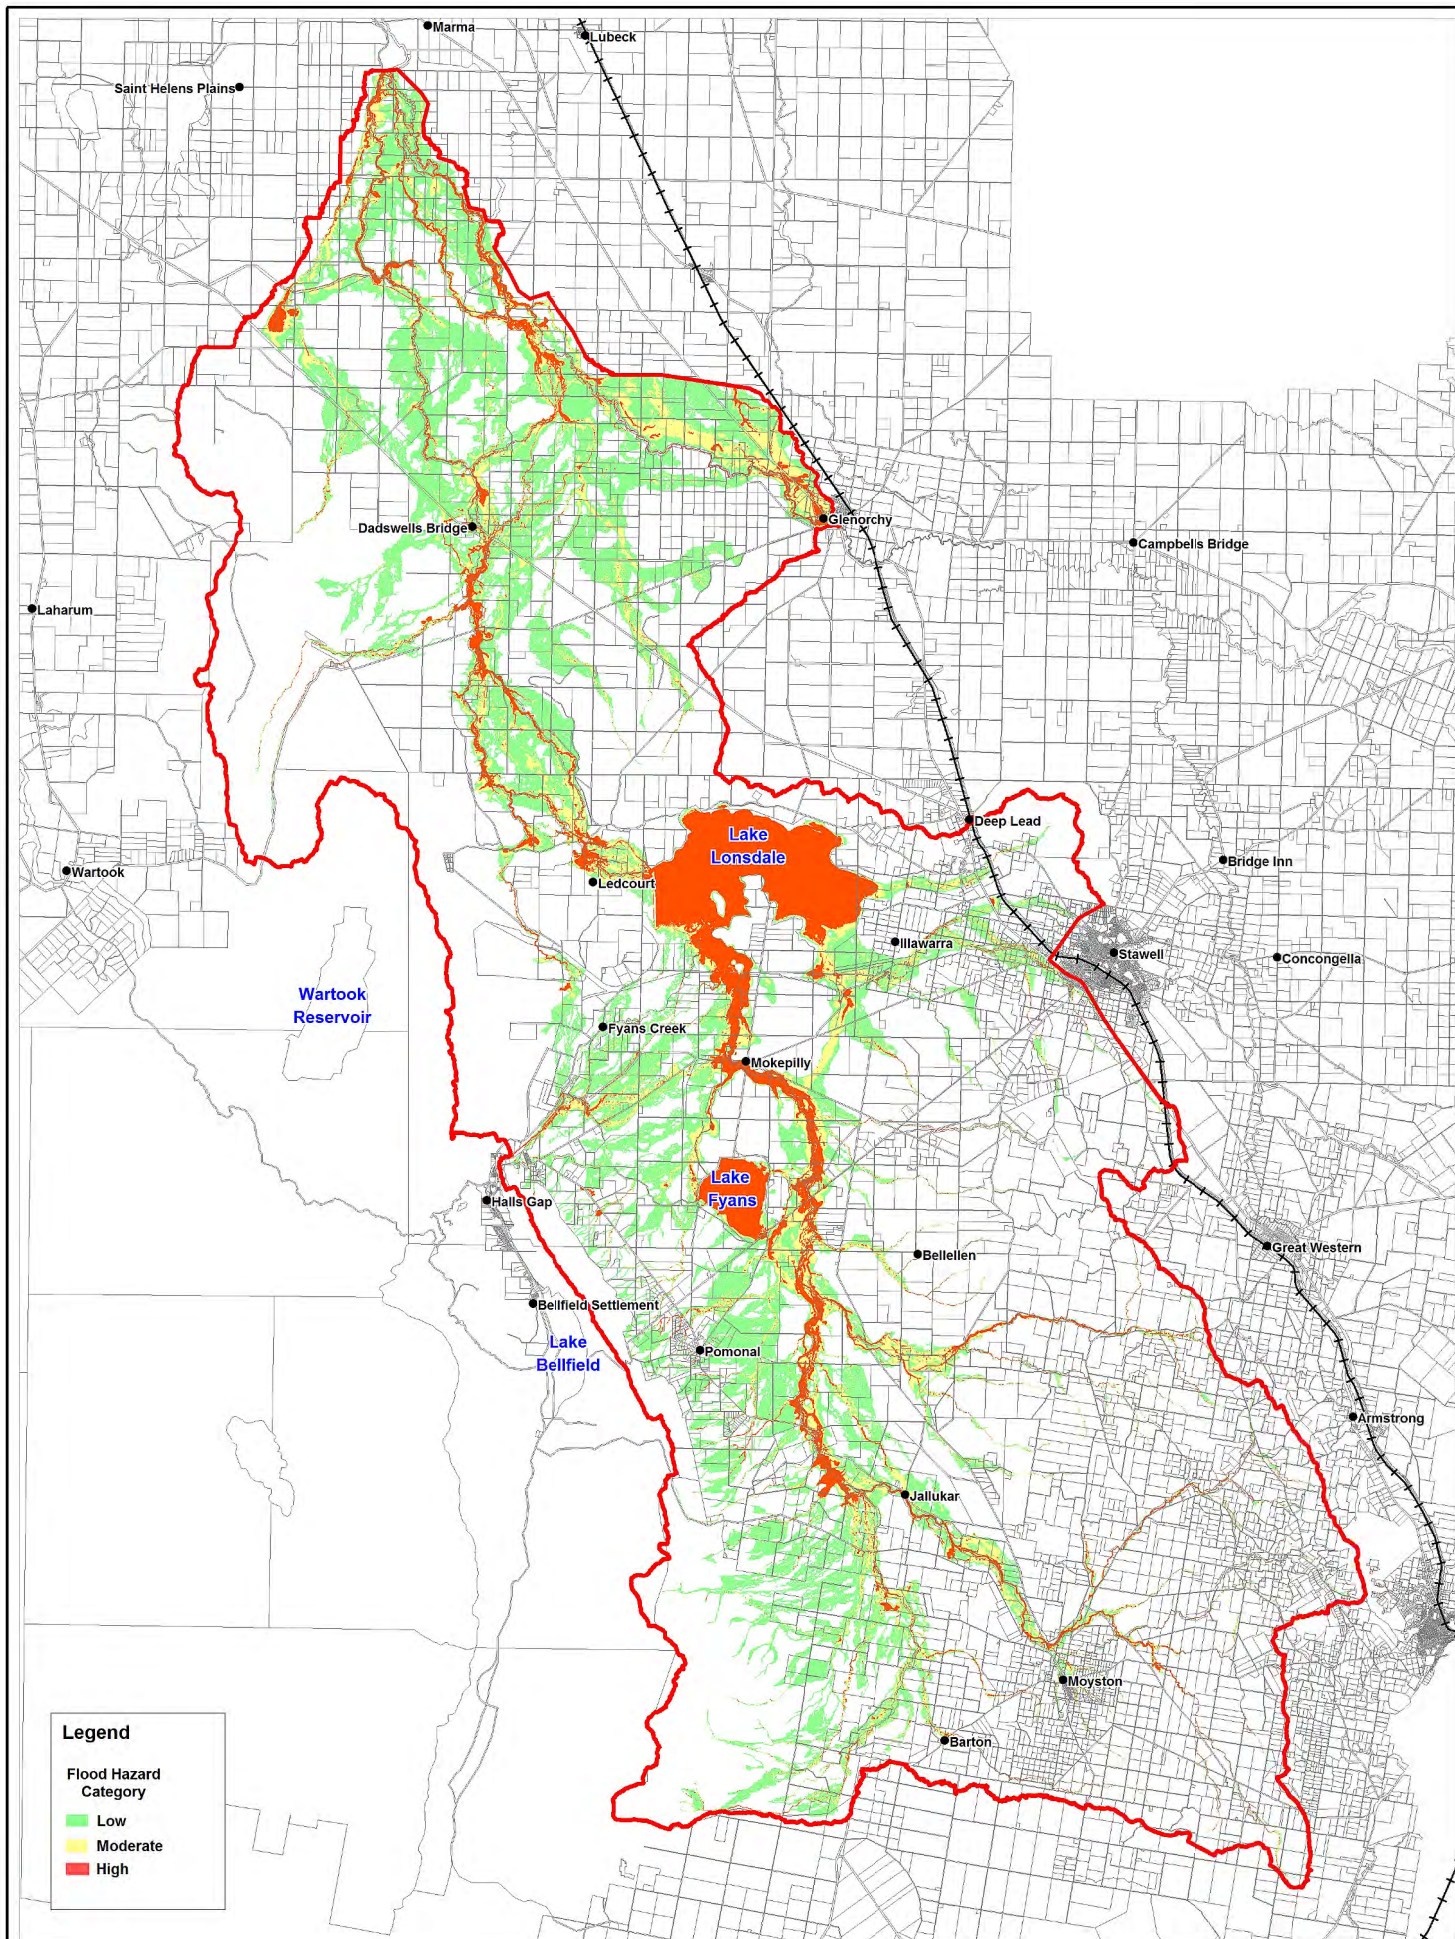 Marma
Lubeck
Saint Helens Plains
Glenorchy
Dadswells Bridge
Campbells Bridge
Laharum
Deep Lead
Lake
Lonsdale
Bridge Inn
Wartook
Ledcourt
Illawarra
Stawell
Concongella
Wartook
Reservoir
Fyans Creek
Mokepilly
Lake
Fyans
Halls Gap
Great Western
Bellellen
Bellfield Settlement
Lake
Bellfield
Pomonal
Armstrong
Jallukar
Moyston
Barton
Legend
Flood Hazard
Category
Low
Moderate
High